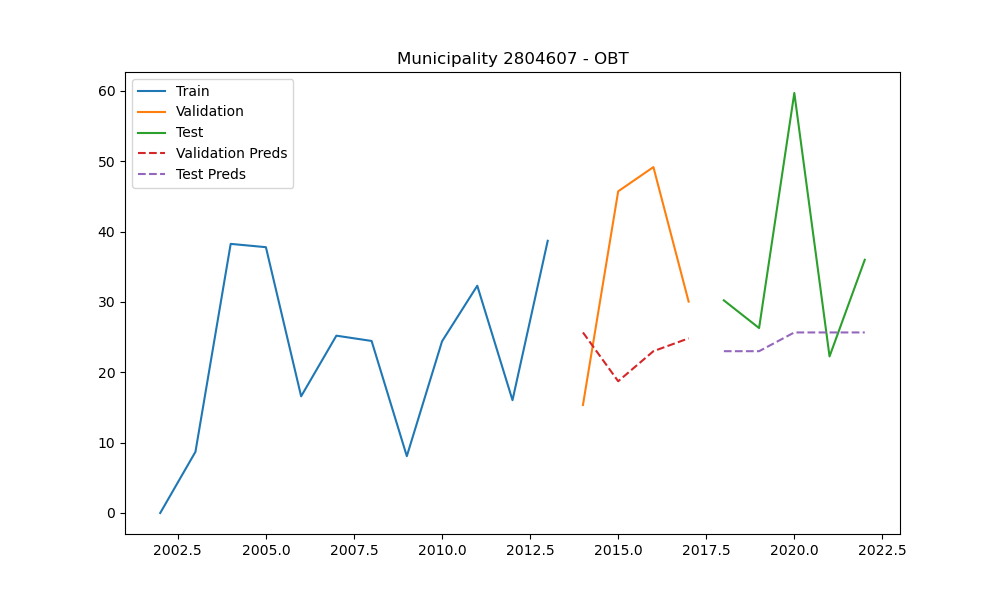 Municipality 2804607 - OBT
Train
Validation
Test
Validation Preds
Test Preds
60
50
40
30
20
10
0
2002.5 2005.0 2007.5 2010.0 2012.5 2015.0 2017.5 2020.0 2022.5